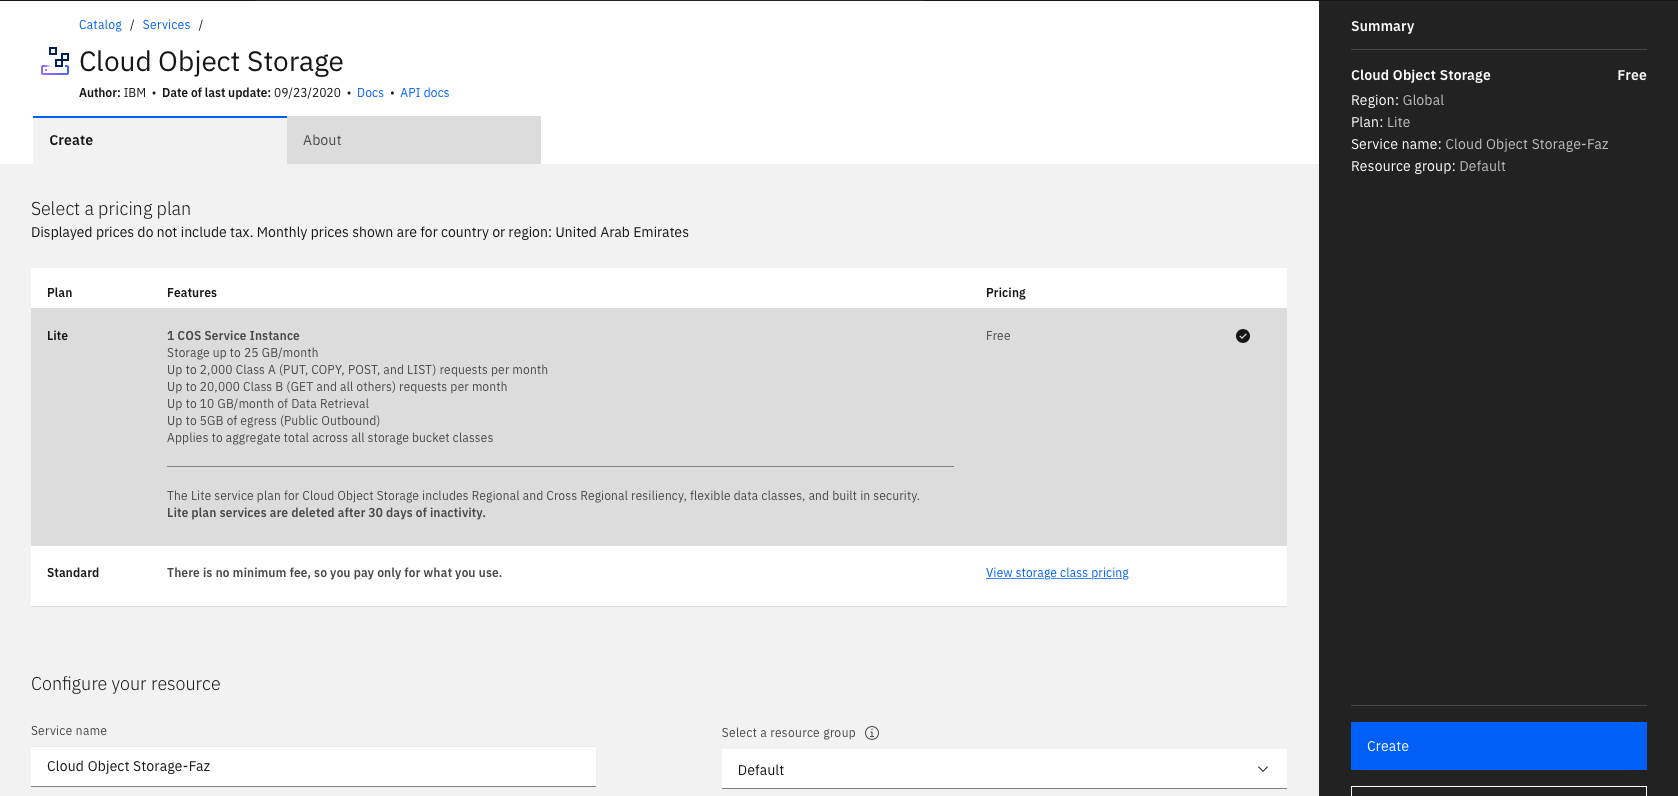 Catalog / Services /
Cloud Object Storage
Author: IBM • Date of last update: 09/23/2020 • Docs • API docs
Create
About
Select a pricing plan
Displayed prices do not include tax. Monthly prices shown are for country or region: United Arab Emirates
Plan Features Pricing
Lite 1 COS Service Instance Free
Storage up to 25 GB/month
Up to 2,000 Class A (PUT, COPY, POST, and LIST) requests per month
Up to 20,000 Class B (GET and all others) requests per month
Up to 10 GB/month of Data Retrieval
Up to 5GB of egress (Public Outbound)
Applies to aggregate total across all storage bucket classes
The Lite service plan for Cloud Object Storage includes Regional and Cross Regional resiliency, flexible data classes, and built in security.
Lite plan services are deleted after 30 days of inactivity.
Standard There is no minimum fee, so you pay only for what you use. View storage class pricing
Configure your resource
Service name
Cloud Object Storage-Faz
Select a resource group
Default
Summary
Cloud Object Storage Free
Region: Global
Plan: Lite
Service name: Cloud Object Storage-Faz
Resource group: Default
Create